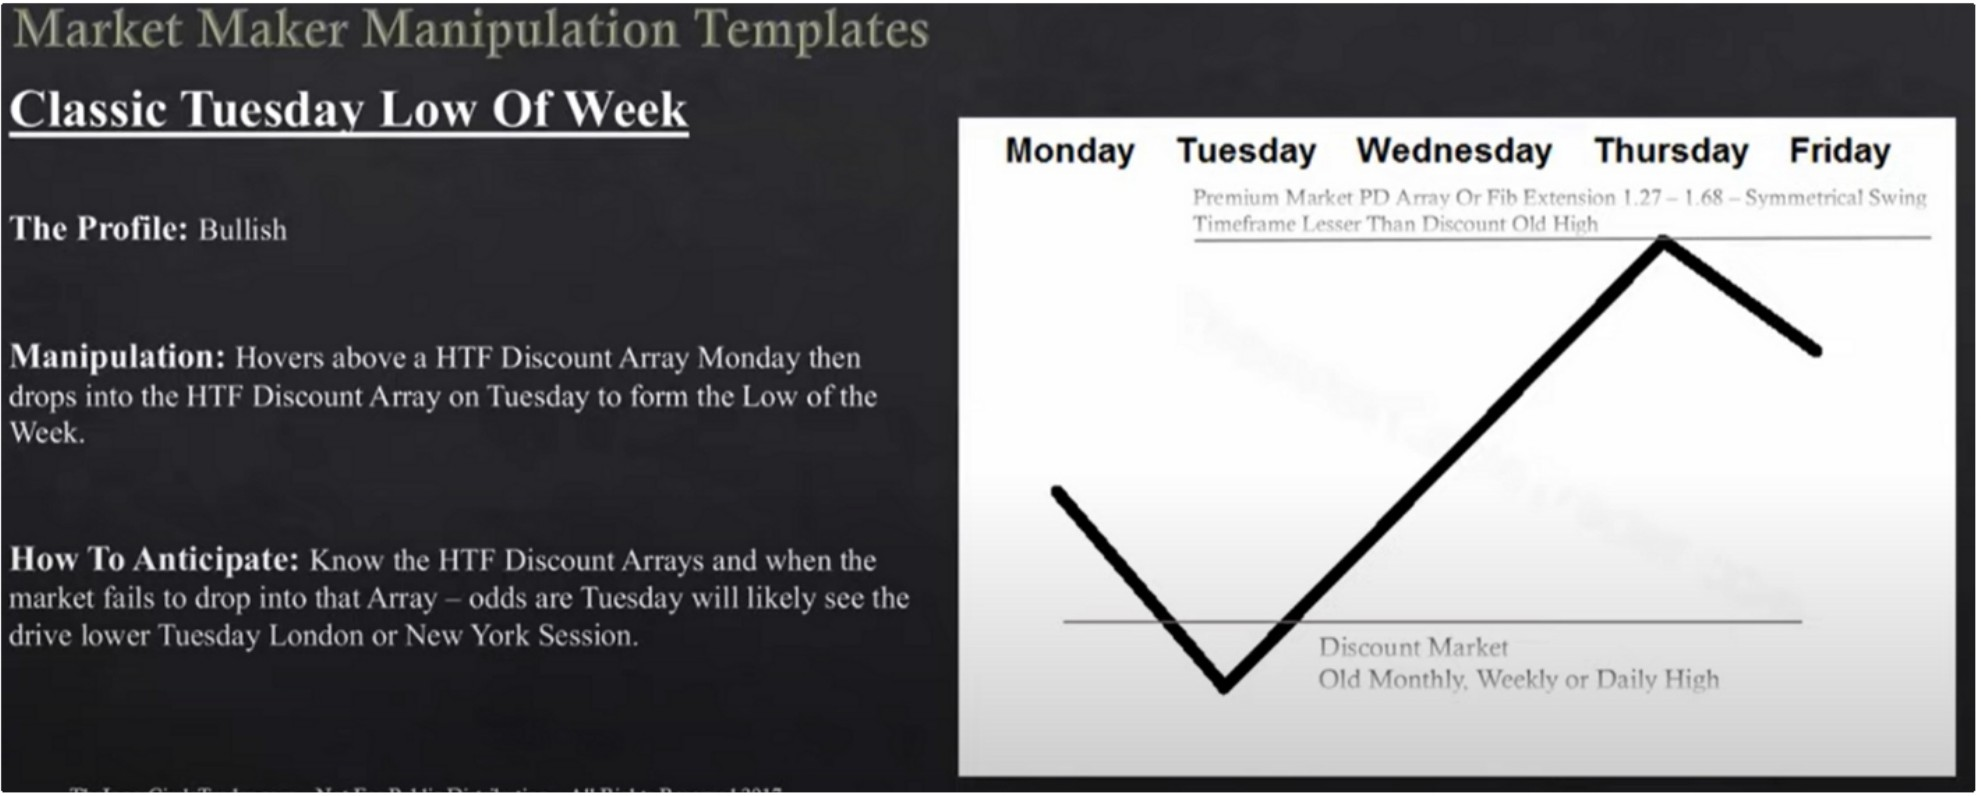 Market Maker Manipulation Templates
Classic Tuesday Low Of Week
The Profile: Bullish
Manipulation: Hovers above a HTF Discount Array Monday then
drops into the HTF Discount Array on Tuesday to form the Low of the
Week.
How To Anticipate: Know the HTF Discount Arrays and when the
market fails to drop into that Array – odds are Tuesday will likely see the
drive lower Tuesday London or New York Session.
Monday Tuesday Wednesday Thursday Friday
Premium Market PD Array Or Fib Extension 1.27 – 1.68 – Symmetrical Swing
Timeframe Lesser Than Discount Old High
Discount Market
Old Monthly, Weekly or Daily High